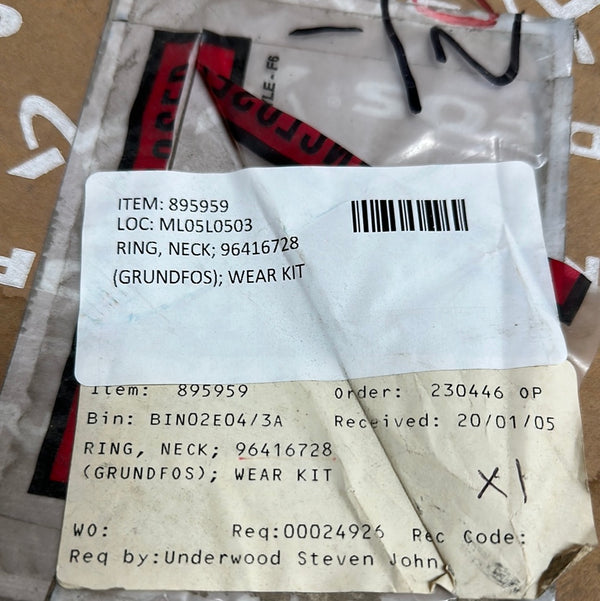 1/2
ITEM: 895959
LOC: ML05L0503
RING, NECK; 96416728
(GRUNDFOS); WEAR KIT
Item: 895959 Order: 230446 OP
Bin: BIN02E04/3A Received: 20/01/05
RING, NECK; 96416728
(GRUNDFOS); WEAR KIT
X1
WO: Req:00024926 Rec Code:
Req by:Underwood Steven John